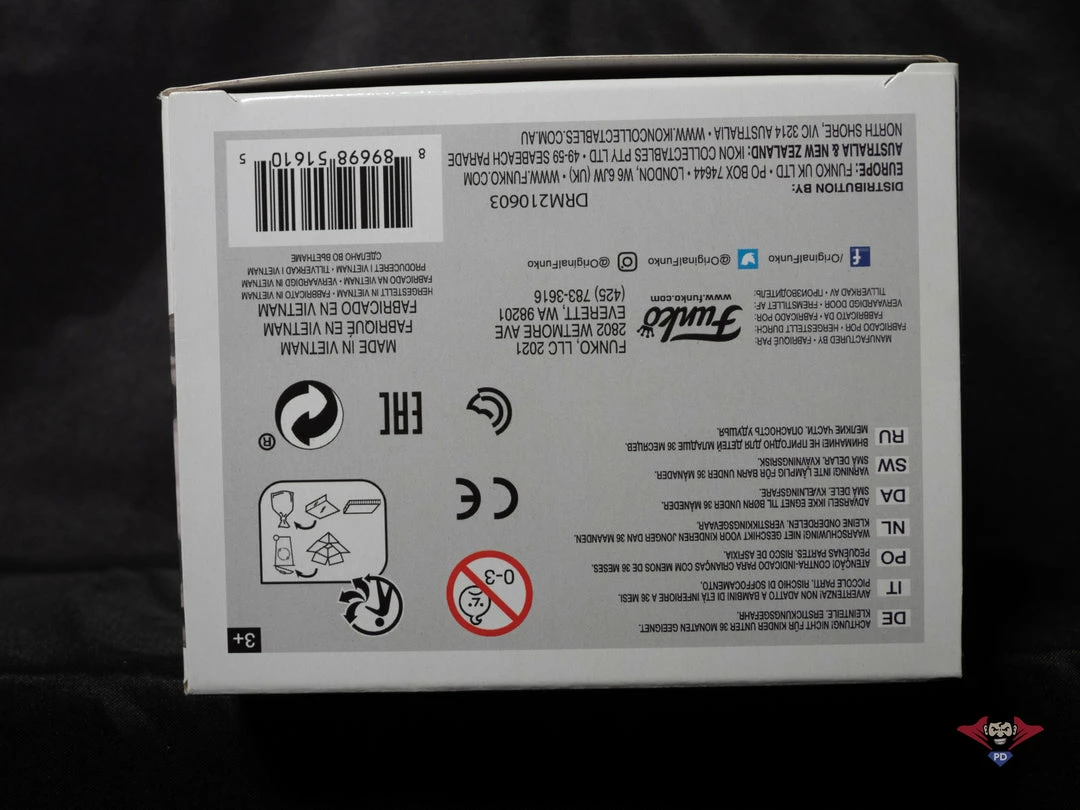 DE
ACHTUNG! NICHT FÜR KINDER UNTER 36 MONATEN GEEIGNET.
KLEINTEILE. ERSTICKUNGSGEFAHR.
IT
AVVERTENZA! NON ADATTO A BAMBINI DI ETÀ INFERIORE A 36 MESI.
PICCOLE PARTI. RISCHIO DI SOFFOCAMENTO.
PO
ATENÇÃO! CONTRA-INDICADO PARA CRIANÇAS COM MENOS DE 36 MESES.
PEQUENAS PARTES. RISCO DE ASFIXIA.
NL
WAARSCHUWING! NIET GESCHIKT VOOR KINDEREN JONGER DAN 36 MAANDEN.
KLEINE ONDERDELEN. VERSTIKKINGSGEVAAR.
DA
ADVARSEL! IKKE EGNET TIL BØRN UNDER 36 MÅNEDER.
SMÅ DELE. KVÆLNINGSFARE.
SW
VARNING! INTE LÄMPLIG FÖR BARN UNDER 36 MÅNADER.
SMÅ DELAR. KVÄVNINGSRISK.
RU
ВНИМАНИЕ! НЕ ПРИГОДНО ДЛЯ ДЕТЕЙ МЛАДШЕ 36 МЕСЯЦЕВ.
МЕЛКИЕ ЧАСТИ. ОПАСНОСТЬ УДУШЬЯ.
0-3
3+
CE
EAC
®
MANUFACTURED BY • FABRIQUÉ PAR:
FABRICADO POR • HERGESTELLT DURCH:
FABBRICATO DA • FABRICADO POR:
VERVAARDIGD DOOR • FREMSTILLET AF:
TILLVERKAD AV • ПРОИЗВОДИТЕЛЬ:
Funko
www.funko.com
FUNKO, LLC 2021
2802 WETMORE AVE
EVERETT, WA 98201
(425) 783-3616
MADE IN VIETNAM
FABRIQUÉ EN VIETNAM
FABRICADO EN VIETNAM
HERGESTELLT IN VIETNAM • FABBRICATO IN VIETNAM
FABRICADO NA VIETNAM • VERVAARDIGD IN VIETNAM
PRODUCERET I VIETNAM • TILLVERKAD I VIETNAM
СДЕЛАНО ВО ВЬЕТНАМЕ
/OriginalFunko @OriginalFunko @OriginalFunko
DRM210603
DISTRIBUTION BY:
EUROPE: FUNKO UK LTD • PO BOX 74644 • LONDON, W6 6JW (UK) • WWW.FUNKO.COM
AUSTRALIA & NEW ZEALAND: IKON COLLECTABLES PTY LTD • 49-59 SEABEACH PARADE
NORTH SHORE, VIC 3214 AUSTRALIA • WWW.IKONCOLLECTABLES.COM.AU
8 89698 51610 5
PD